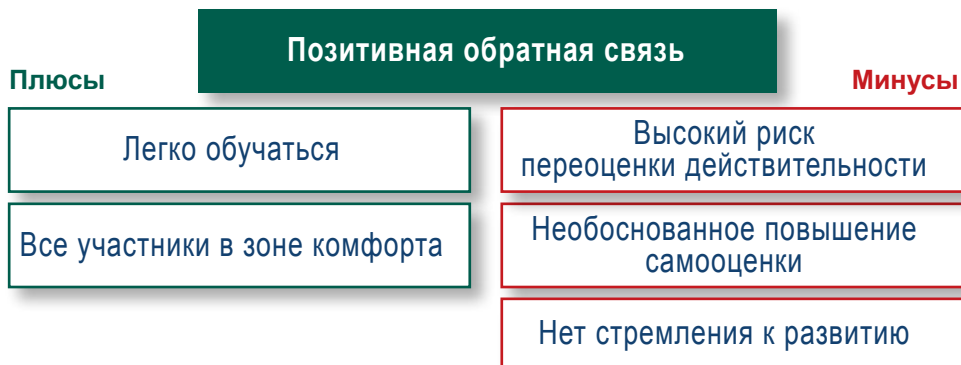 Позитивная обратная связь
Плюсы
Минусы
Легко обучаться
Все участники в зоне комфорта
Высокий риск
переоценки действительности
Необоснованное повышение
самооценки
Нет стремления к развитию